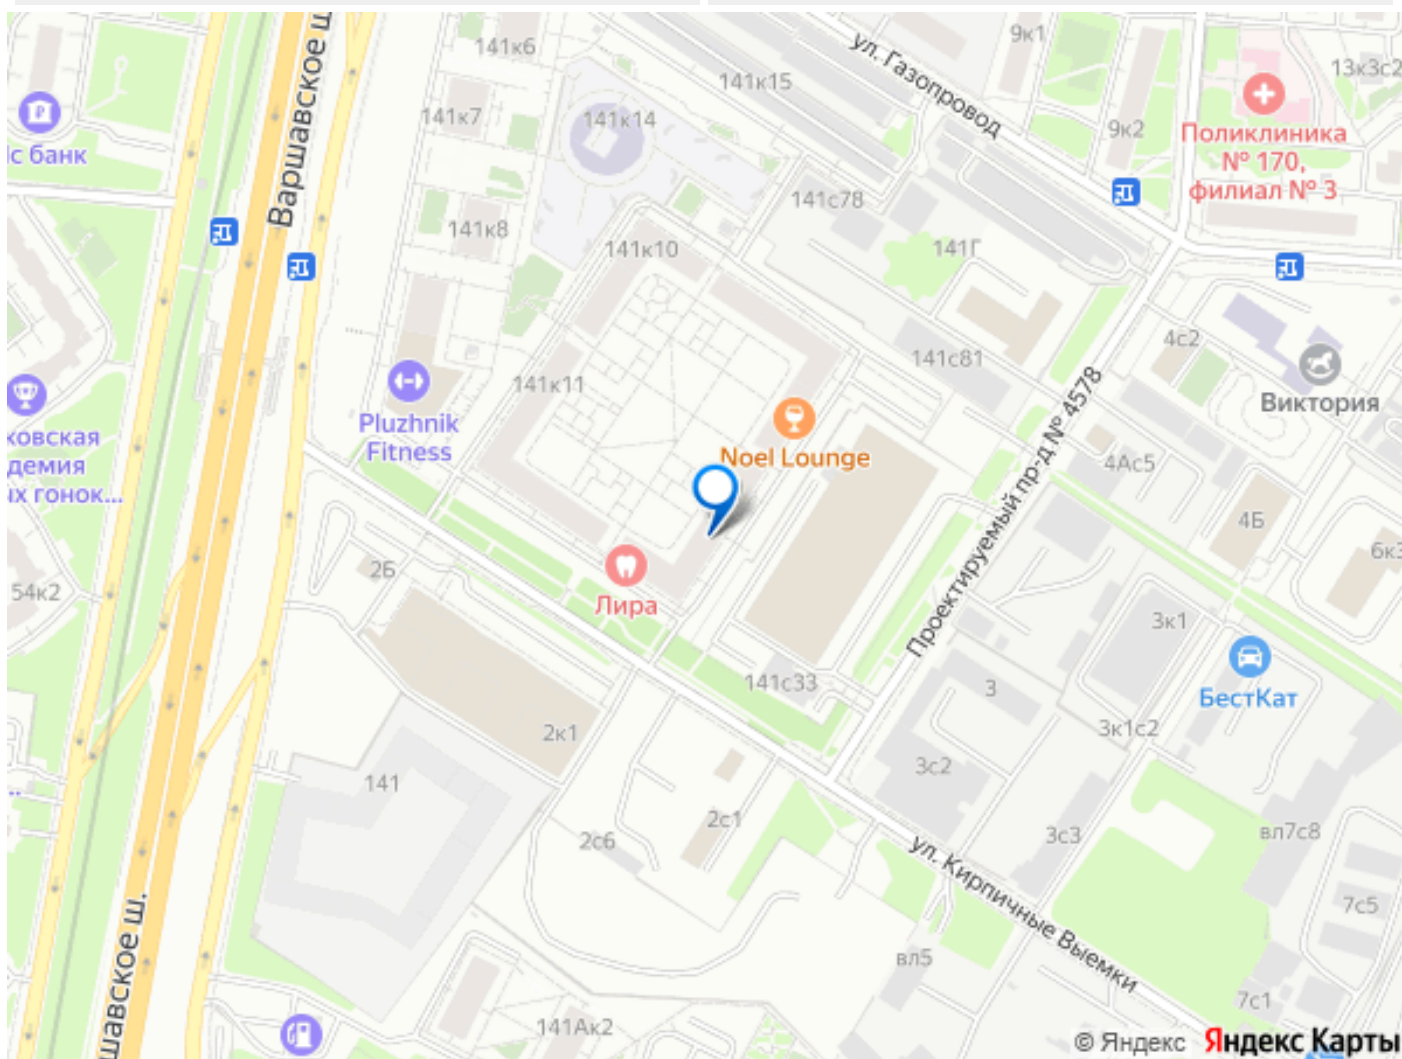 141к6
ул. Газопровод
9к1
13к3с2
Варшавское ш.
141к15
141к7
141к14
9к2
Поликлиника
№ 170,
филиал № 3
с банк
141с78
141к8
141к10
141Г
4с2
141с81
141к11
Виктория
Pluzhnik
Fitness
Noel Lounge
Проектируемый пр-д № 4578
ховская
демия
ых гонок...
4Ас5
4Б
6к3
2Б
54к2
Лира
3к1
141с33
3
БестКат
2к1
3к1с2
3с2
141
2с1
2с6
3с3
вл7с8
ул. Кирпичные Выемки
7с5
шавское ш.
вл5
7с1
141Ак2
© Яндекс Яндекс Карты